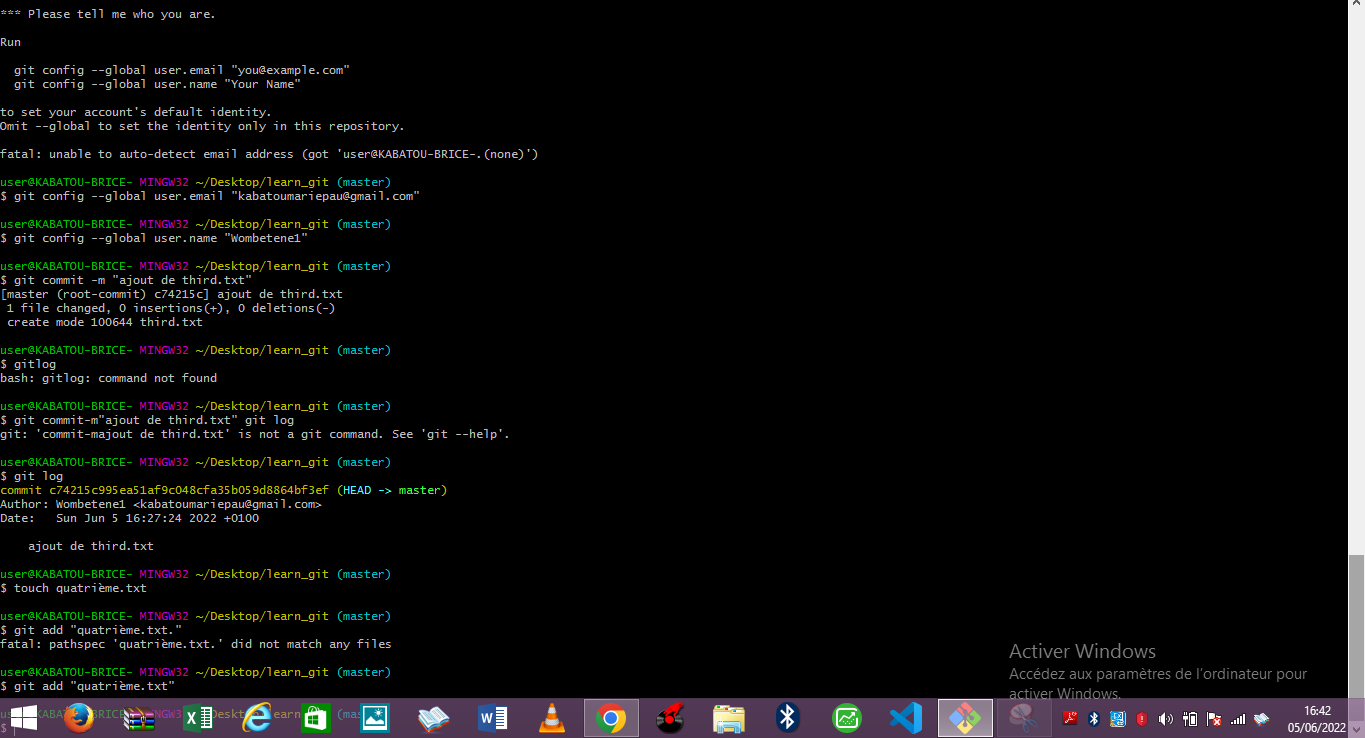 *** Please tell me who you are.
Run
git config --global user.email "you@example.com"
git config --global user.name "Your Name"
to set your account's default identity.
Omit --global to set the identity only in this repository.
fatal: unable to auto-detect email address (got 'user@KABATOU-BRICE-.(none)')
user@KABATOU-BRICE- MINGW32 ~/Desktop/learn_git (master)
$ git config --global user.email "kabatoumariepau@gmail.com"
user@KABATOU-BRICE- MINGW32 ~/Desktop/learn_git (master)
$ git config --global user.name "Wombetene1"
user@KABATOU-BRICE- MINGW32 ~/Desktop/learn_git (master)
$ git commit -m "ajout de third.txt"
[master (root-commit) c74215c] ajout de third.txt
1 file changed, 0 insertions(+), 0 deletions(-)
create mode 100644 third.txt
user@KABATOU-BRICE- MINGW32 ~/Desktop/learn_git (master)
$ gitlog
bash: gitlog: command not found
user@KABATOU-BRICE- MINGW32 ~/Desktop/learn_git (master)
$ git commit-m"ajout de third.txt" git log
git: 'commit-majout de third.txt' is not a git command. See 'git --help'.
user@KABATOU-BRICE- MINGW32 ~/Desktop/learn_git (master)
$ git log
commit c74215c995ea51af9c048cfa35b059d8864bf3ef (HEAD -> master)
Author: Wombetene1 <kabatoumariepau@gmail.com>
Date: Sun Jun 5 16:27:24 2022 +0100
ajout de third.txt
user@KABATOU-BRICE- MINGW32 ~/Desktop/learn_git (master)
$ touch quatrième.txt
user@KABATOU-BRICE- MINGW32 ~/Desktop/learn_git (master)
$ git add "quatrième.txt."
fatal: pathspec 'quatrième.txt.' did not match any files
user@KABATOU-BRICE- MINGW32 ~/Desktop/learn_git (master)
$ git add "quatrième.txt"
Activer Windows
Accédez aux paramètres de l'ordinateur pour
activer Windows.
16:42
05/06/2022